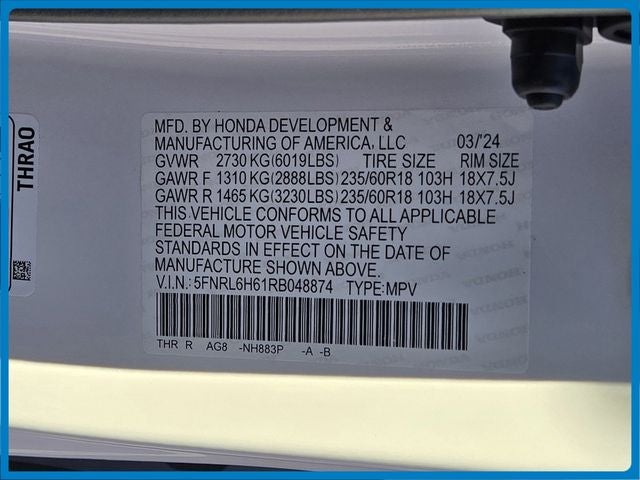 THRAO
MFD. BY HONDA DEVELOPMENT &
MANUFACTURING OF AMERICA, LLC 03/'24
GVWR 2730 KG(6019LBS) TIRE SIZE RIM SIZE
GAWR F 1310 KG(2888LBS) 235/60R18 103H 18X7.5J
GAWR R 1465 KG(3230LBS) 235/60R18 103H 18X7.5J
THIS VEHICLE CONFORMS TO ALL APPLICABLE
FEDERAL MOTOR VEHICLE SAFETY
STANDARDS IN EFFECT ON THE DATE OF
MANUFACTURE SHOWN ABOVE.
V.I.N.: 5FNRL6H61RB048874 TYPE:MPV
THR R AG8 -NH883P -A -B